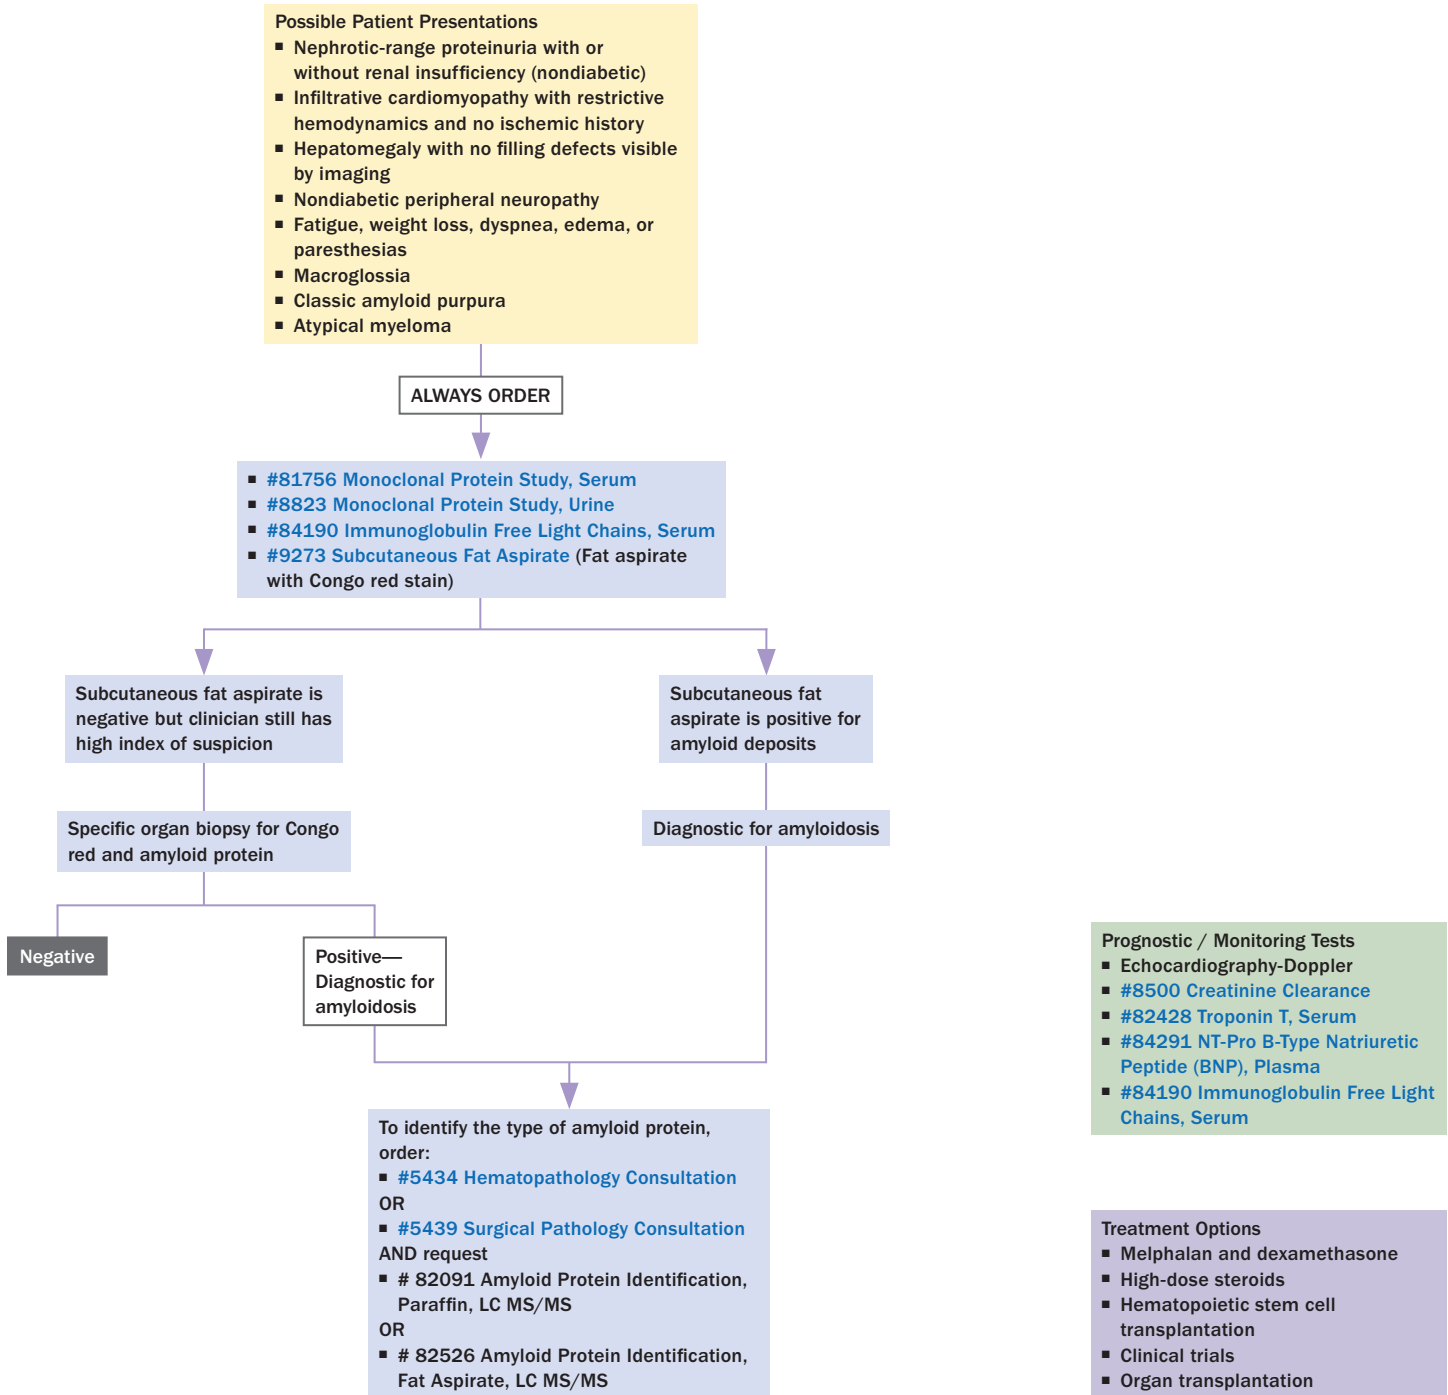 Possible Patient Presentations
■ Nephrotic-range proteinuria with or
without renal insufficiency (nondiabetic)
■ Infiltrative cardiomyopathy with restrictive
hemodynamics and no ischemic history
■ Hepatomegaly with no filling defects visible
by imaging
■ Nondiabetic peripheral neuropathy
■ Fatigue, weight loss, dyspnea, edema, or
paresthesias
■ Macroglossia
■ Classic amyloid purpura
■ Atypical myeloma
ALWAYS ORDER
■ #81756 Monoclonal Protein Study, Serum
■ #8823 Monoclonal Protein Study, Urine
■ #84190 Immunoglobulin Free Light Chains, Serum
■ #9273 Subcutaneous Fat Aspirate (Fat aspirate
with Congo red stain)
Subcutaneous fat aspirate is
negative but clinician still has
high index of suspicion
Subcutaneous fat
aspirate is positive for
amyloid deposits
Specific organ biopsy for Congo
red and amyloid protein
Diagnostic for amyloidosis
Negative
Positive—
Diagnostic for
amyloidosis
To identify the type of amyloid protein,
order:
■ #5434 Hematopathology Consultation
OR
■ #5439 Surgical Pathology Consultation
AND request
■ # 82091 Amyloid Protein Identification,
Paraffin, LC MS/MS
OR
■ # 82526 Amyloid Protein Identification,
Fat Aspirate, LC MS/MS
Prognostic / Monitoring Tests
■ Echocardiography-Doppler
■ #8500 Creatinine Clearance
■ #82428 Troponin T, Serum
■ #84291 NT-Pro B-Type Natriuretic
Peptide (BNP), Plasma
■ #84190 Immunoglobulin Free Light
Chains, Serum
Treatment Options
■ Melphalan and dexamethasone
■ High-dose steroids
■ Hematopoietic stem cell
transplantation
■ Clinical trials
■ Organ transplantation